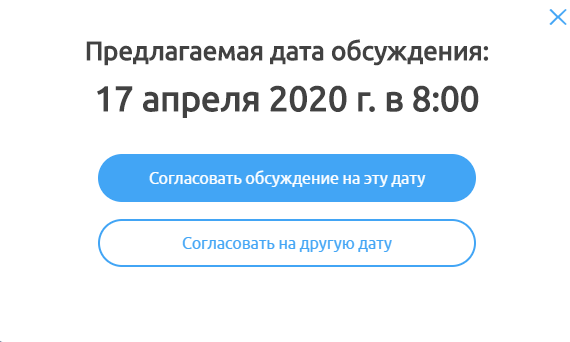 Предлагаемая дата обсуждения:
17 апреля 2020 г. в 8:00
Согласовать обсуждение на эту дату
Согласовать на другую дату